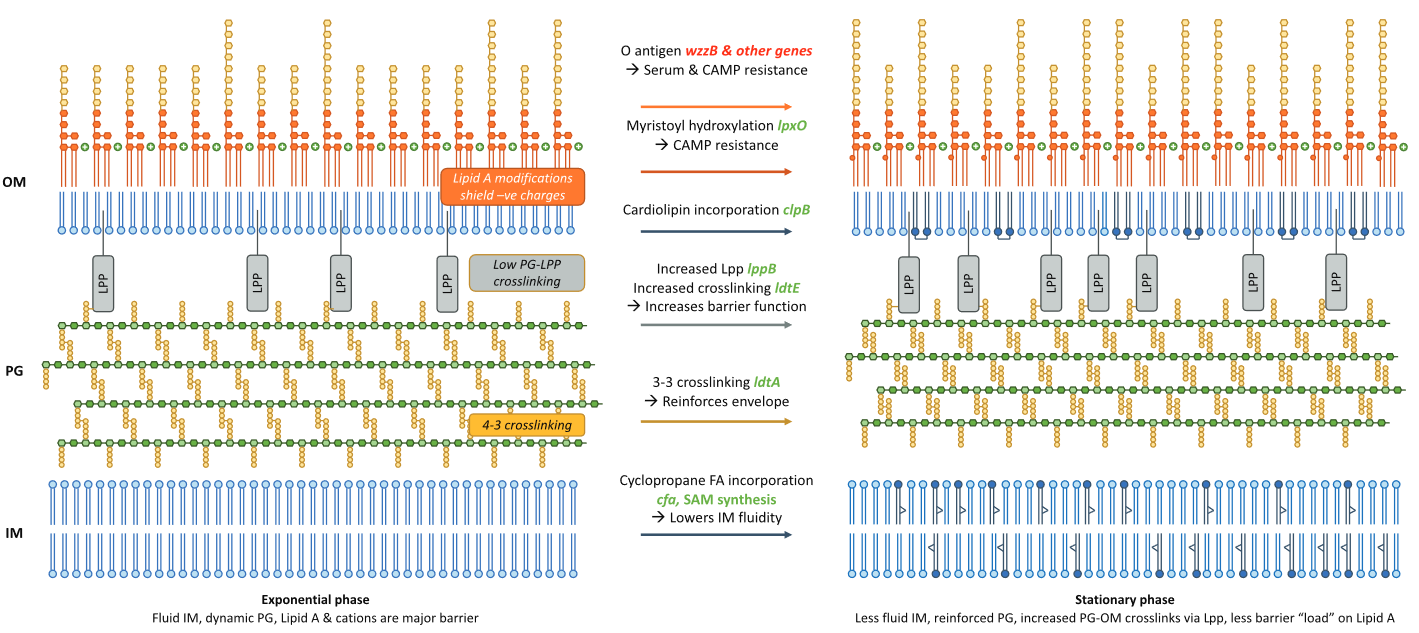 O antigen wzzB & other genes
→ Serum & CAMP resistance
Myristoyl hydroxylation lpxO
→ CAMP resistance
OM
Lipid A modifications
shield –ve charges
Cardiolipin incorporation clpB
LPP
LPP
LPP
LPP
Low PG-LPP
crosslinking
Increased Lpp lppB
Increased crosslinking ldtE
→ Increases barrier function
LPP
LPP
LPP
LPP
LPP
LPP
LPP
PG
3-3 crosslinking ldtA
→ Reinforces envelope
4-3 crosslinking
Cyclopropane FA incorporation
cfa, SAM synthesis
→ Lowers IM fluidity
IM
Exponential phase
Fluid IM, dynamic PG, Lipid A & cations are major barrier
Stationary phase
Less fluid IM, reinforced PG, increased PG-OM crosslinks via Lpp, less barrier “load” on Lipid A